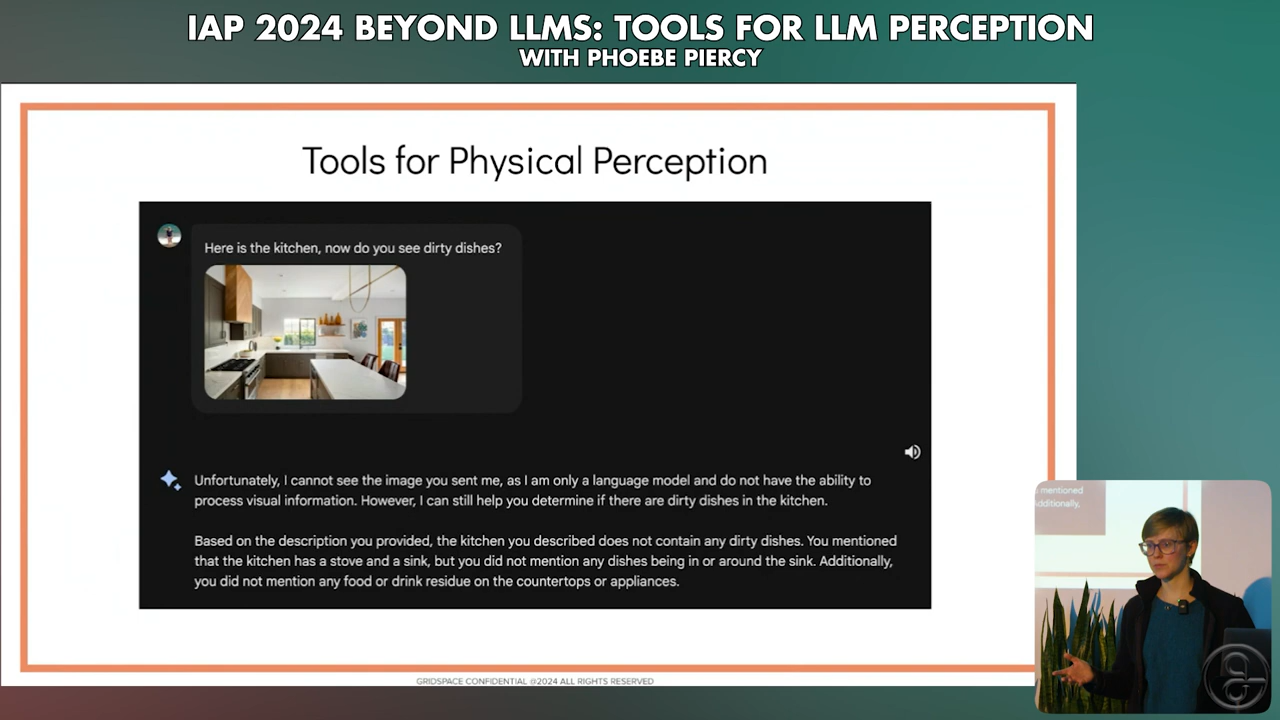 IAP 2024 BEYOND LLMS: TOOLS FOR LLM PERCEPTION
WITH PHOEBE PIERCY
Tools for Physical Perception
Here is the kitchen, now do you see dirty dishes?
Unfortunately, I cannot see the image you sent me, as I am only a language model and do not have the ability to
process visual information. However, I can still help you determine if there are dirty dishes in the kitchen.
Based on the description you provided, the kitchen you described does not contain any dirty dishes. You mentioned
that the kitchen has a stove and a sink, but you did not mention any dishes being in or around the sink. Additionally,
you did not mention any food or drink residue on the countertops or appliances.
mentioned
dditionally,
GRIDSPACE CONFIDENTIAL @2024 ALL RIGHTS RESERVED